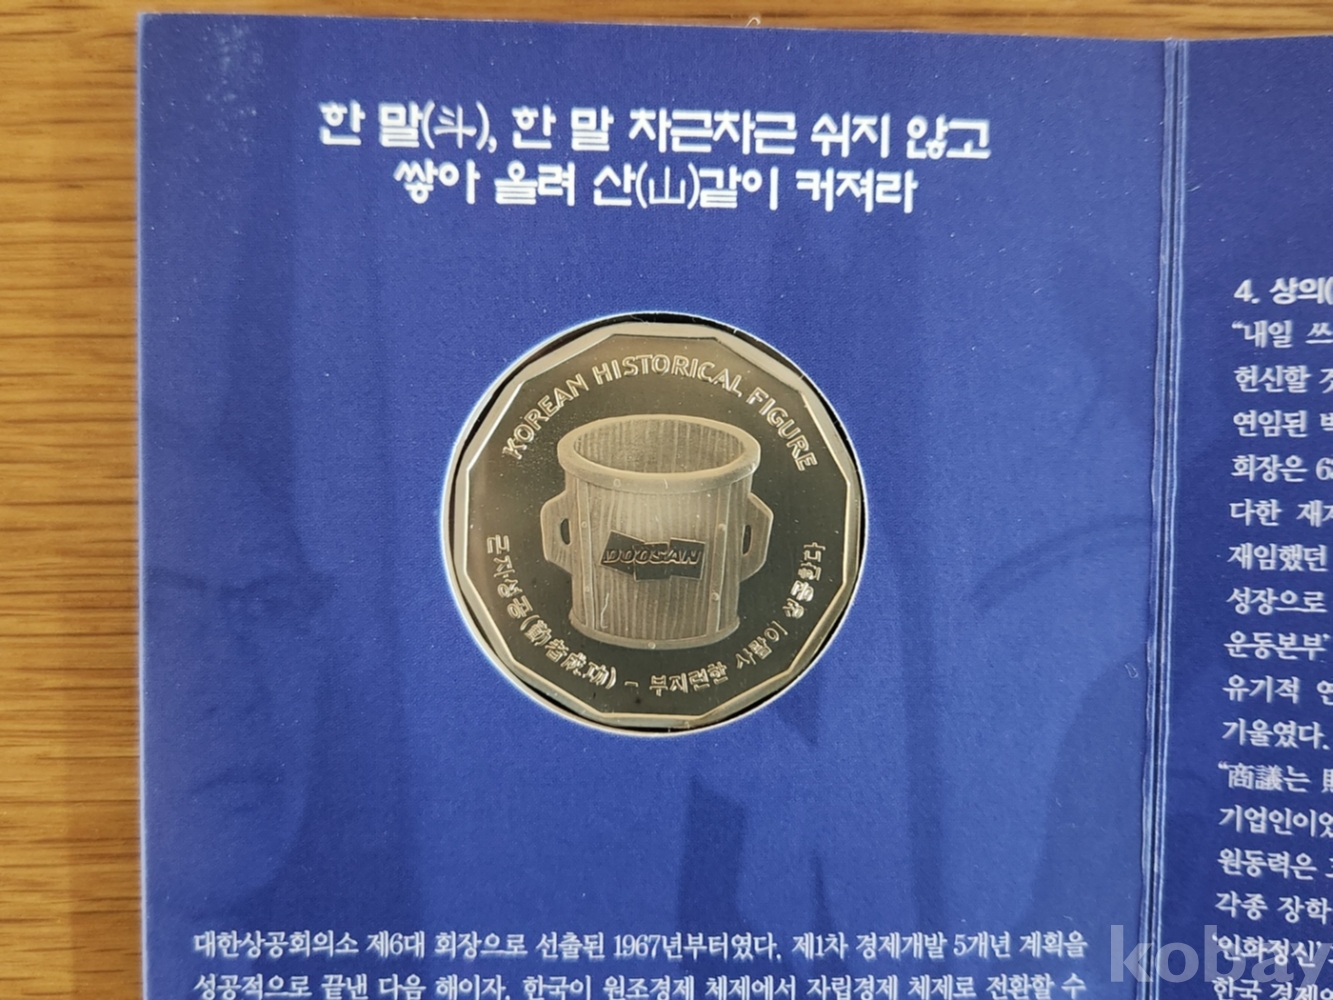 한 말(斗), 한 말 차근차근 쉬지 않고
쌓아 올려 산(山)같이 커져라
KOREAN HISTORICAL FIGURE
DOOSAN
근자성공(勤者成功) - 부지런한 사람이 성공한다
대한상공회의소 제6대 회장으로 선출된 1967년부터였다. 제1차 경제개발 5개년 계획을
성공적으로 끝낸 다음 해이자, 한국이 원조경제 체제에서 자립경제 체제로 전환할 수
4. 상의(
“내일 쓰
헌신할 것
연임된 박
회장은 6
다한 재
재임했던
성장으로
운동본부’
유기적 연
기울였다.
“商議는
기업인이었
원동력은
각종 장학
‘인화정신’
한국 경제
kobay